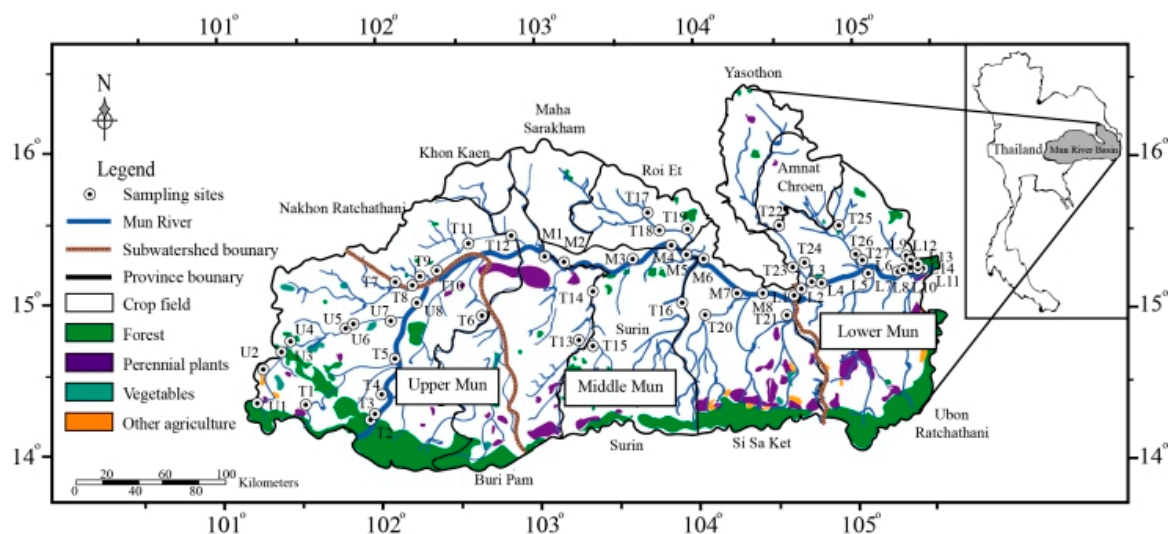 101° 102° 103° 104° 105°
Yasothon
N
Maha
Sarakham
16°
Khon Kaen
Roi Et
Thailand
Mun River Basin
16°
Legend
Amnat
Chroen
Sampling sites
Nakhon Ratchathani
T17
T22
T25
Mun River
T11
T12
M1
M2
T18
T19
T26
T27
L9
L12
L3
Subwatershed bounary
T9
M3
M4
M5
M6
T24
T23
L3
L6
L4
Province bounary
T7
T8
T10
U8
T14
T16
M7
M8
L1
L2
L4
L5
L7
L8
L10
L11
15°
15°
Crop field
U7
T6
T20
T21
Forest
U4
U5
U6
Surin
Lower Mun
U2
U3
T5
T13
T15
Perennial plants
Upper Mun
Middle Mun
Vegetables
T1
T4
T3
Other agriculture
U1
T2
Ubon
Ratchathani
Surin
Si Sa Ket
14°
14°
Buri Pam
20 60 100
0 40 80
Kilometers
101° 102° 103° 104° 105°